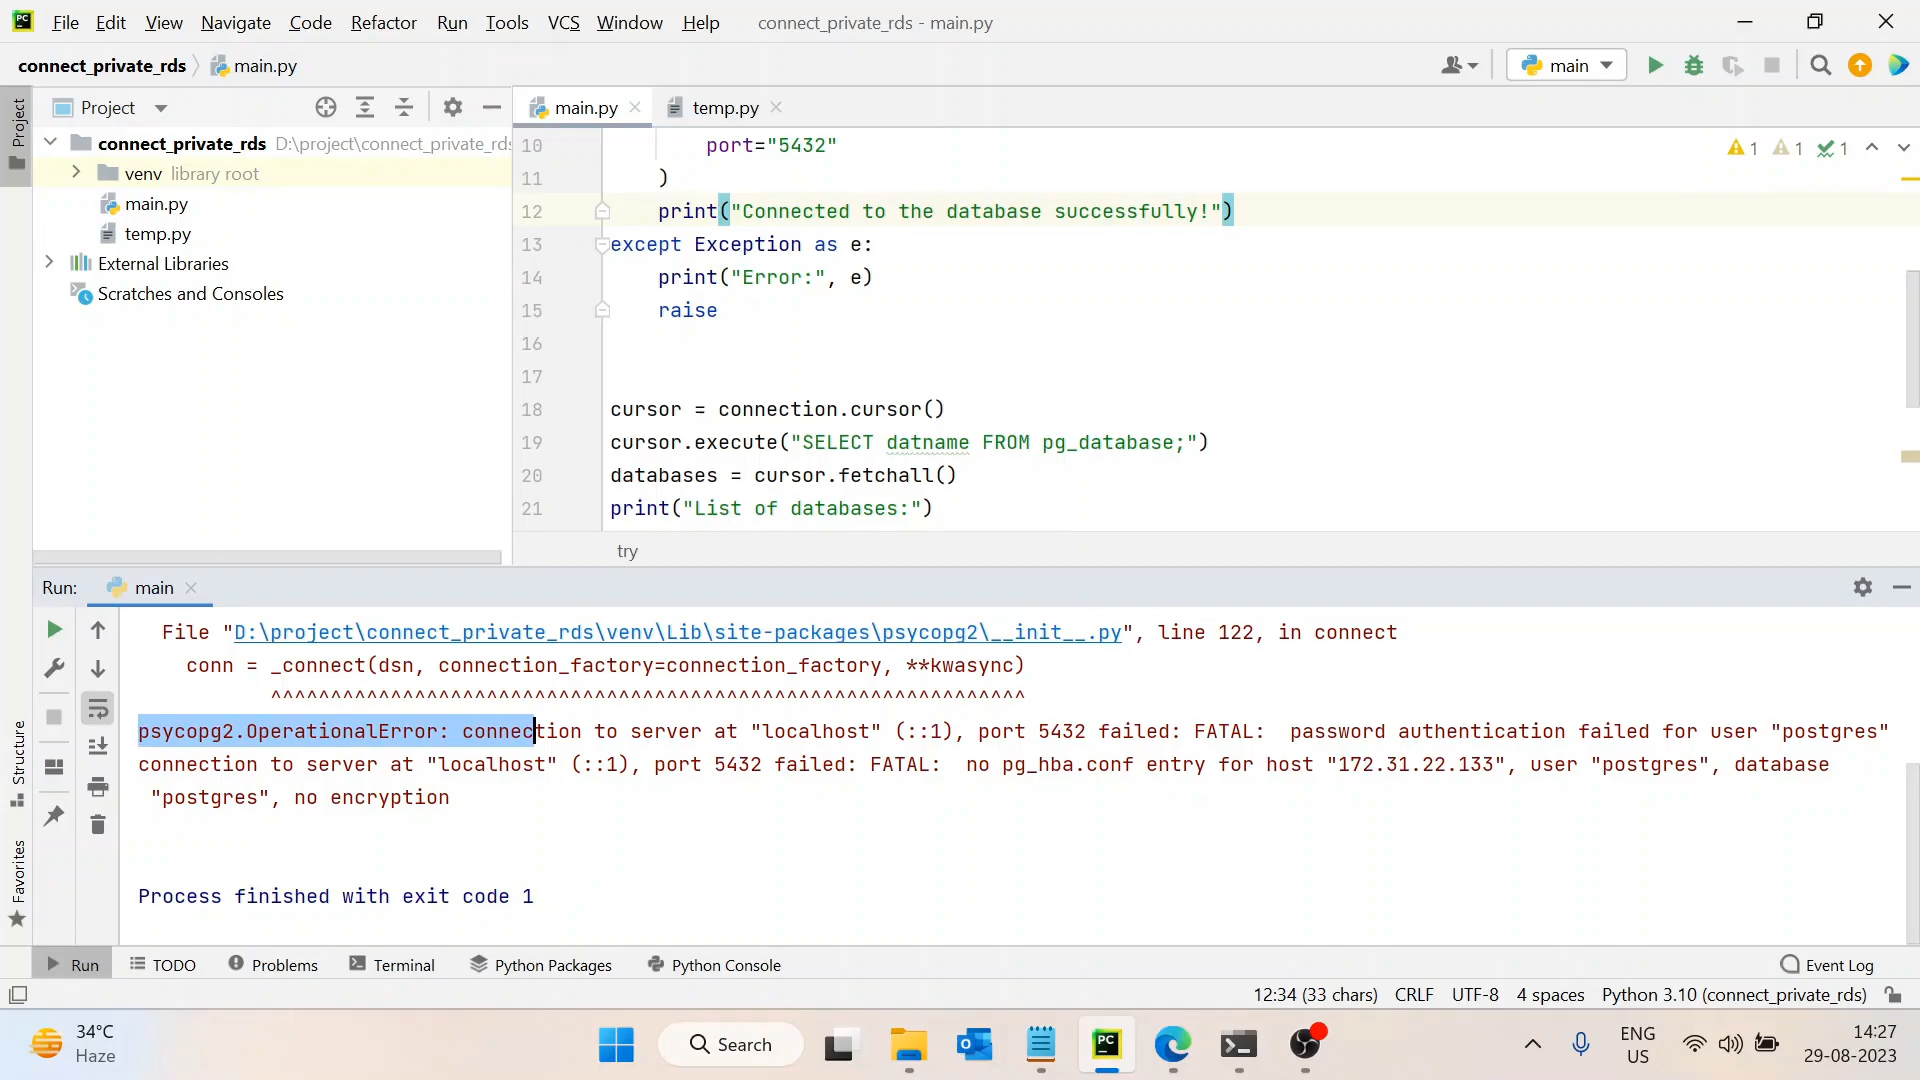 PC File Edit View Navigate Code Refactor Run Tools VCS Window Help connect_private_rds - main.py
connect_private_rds main.py main
Project main.py temp.py
Project
connect_private_rds D:\project\connect_private_rds
venv library root
main.py
temp.py
External Libraries
Scratches and Consoles
10 port="5432"
1 1 1
11 )
12 print("Connected to the database successfully!")
13 except Exception as e:
14 print("Error:", e)
15 raise
16
17
18 cursor = connection.cursor()
19 cursor.execute("SELECT datname FROM pg_database;")
20 databases = cursor.fetchall()
21 print("List of databases:")
try
Run: main
File "D:\project\connect_private_rds\venv\Lib\site-packages\psycopg2\__init__.py", line 122, in connect
conn = _connect(dsn, connection_factory=connection_factory, **kwasync)
^^^^^^^^^^^^^^^^^^^^^^^^^^^^^^^^^^^^^^^^^^^^^^^^^^^^^^^^^^^^^^^
psycopg2.OperationalError: connection to server at "localhost" (::1), port 5432 failed: FATAL:  password authentication failed for user "postgres"
connection to server at "localhost" (::1), port 5432 failed: FATAL:  no pg_hba.conf entry for host "172.31.22.133", user "postgres", database
"postgres", no encryption
Process finished with exit code 1
Structure
Favorites
Run TODO Problems Terminal Python Packages Python Console Event Log
12:34 (33 chars) CRLF UTF-8 4 spaces Python 3.10 (connect_private_rds)
34°C
Haze
Search
PC
ENG
US
14:27
29-08-2023